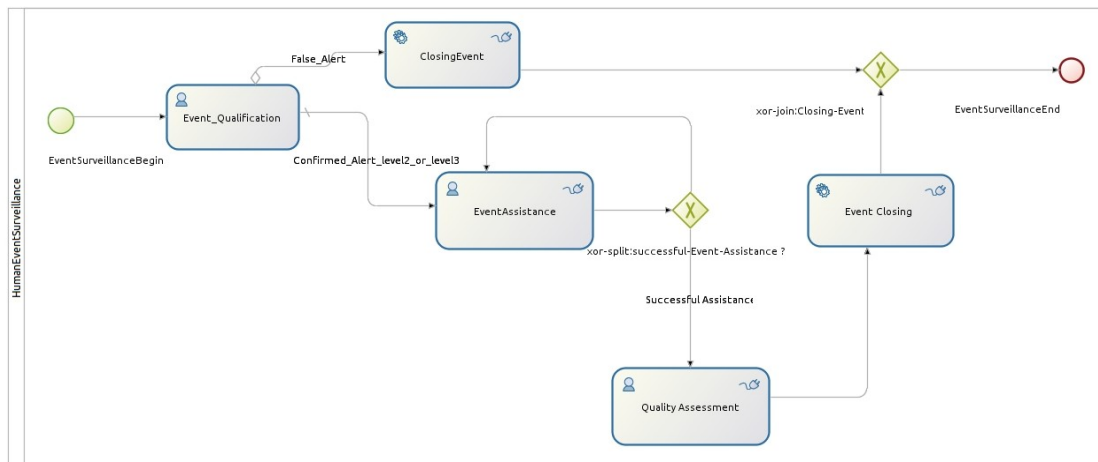 ClosingEvent
False_Alert
Event_Qualification
xor-join:Closing-Event
EventSurveillanceEnd
EventSurveillanceBegin
Confirmed_Alert_level2_or_level3
EventAssistance
Event Closing
HumanEventSurveillance
xor-split:successful-Event-Assistance ?
Successful Assistance
Quality Assessment